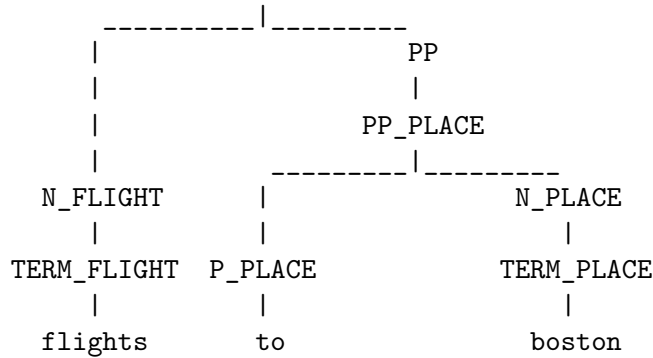 PP
PP_PLACE
N_FLIGHT N_PLACE
TERM_FLIGHT P_PLACE TERM_PLACE
flights to boston